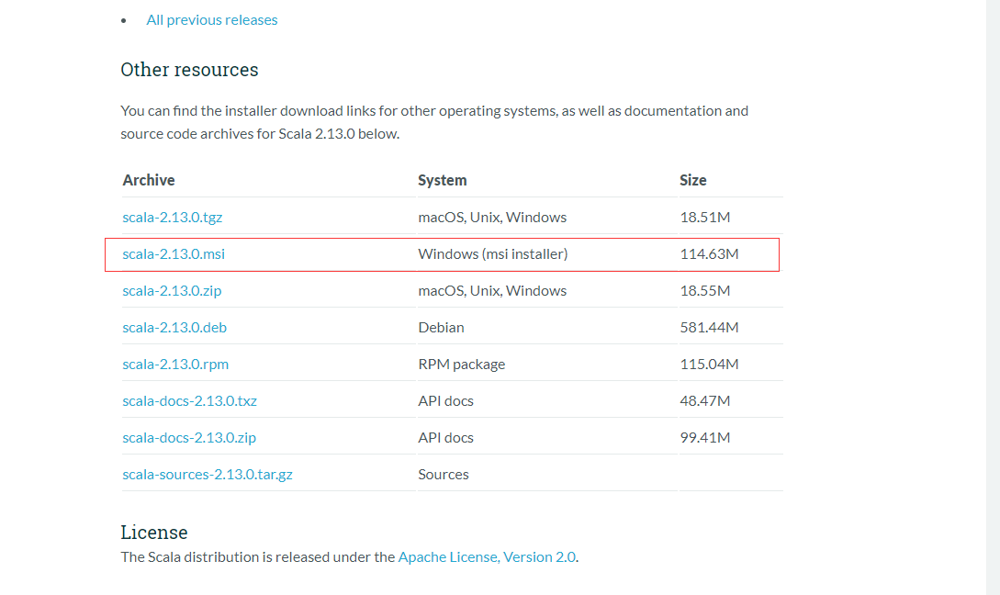 All previous releases
Other resources
You can find the installer download links for other operating systems, as well as documentation and
source code archives for Scala 2.13.0 below.
Archive System Size
scala-2.13.0.tgz macOS, Unix, Windows 18.51M
scala-2.13.0.msi Windows (msi installer) 114.63M
scala-2.13.0.zip macOS, Unix, Windows 18.55M
scala-2.13.0.deb Debian 581.44M
scala-2.13.0.rpm RPM package 115.04M
scala-docs-2.13.0.txz API docs 48.47M
scala-docs-2.13.0.zip API docs 99.41M
scala-sources-2.13.0.tar.gz Sources
License
The Scala distribution is released under the Apache License, Version 2.0.